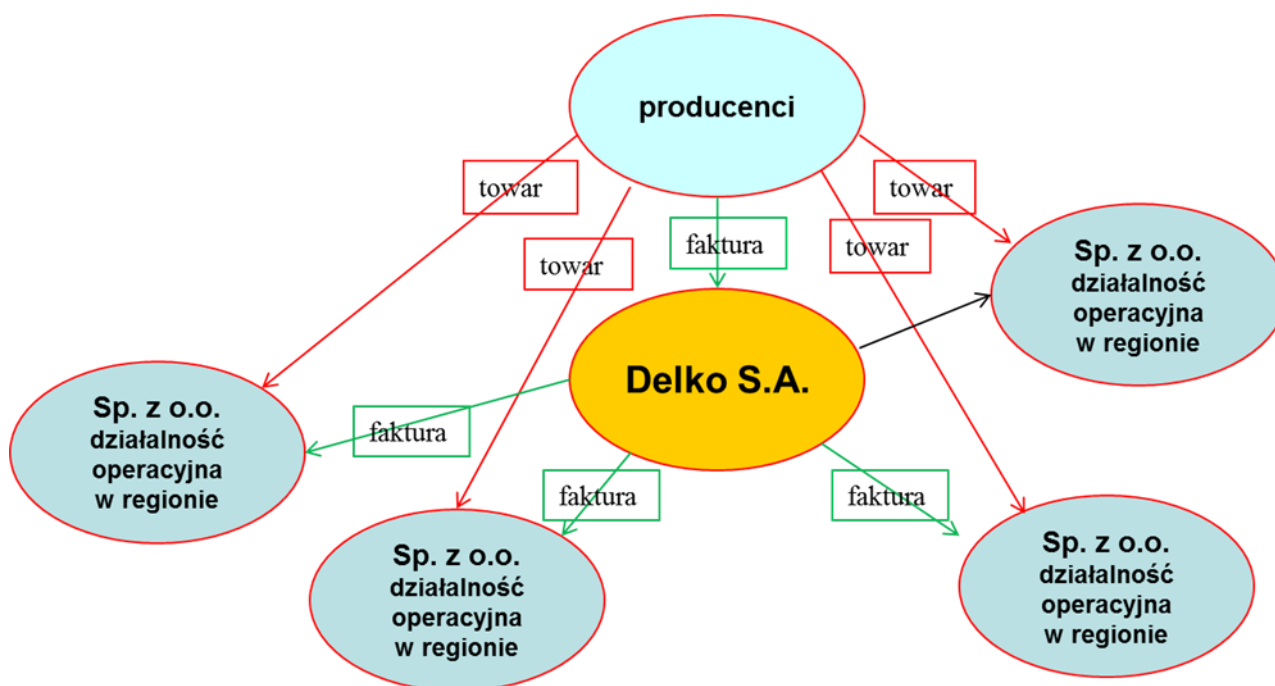 producenci
towar
towar
faktura
towar
towar
Sp. z o.o.
działalność
operacyjna
w regionie
Delko S.A.
Sp. z o.o.
działalność
operacyjna
w regionie
faktura
faktura
faktura
Sp. z o.o.
działalność
operacyjna
w regionie
Sp. z o.o.
działalność
operacyjna
w regionie